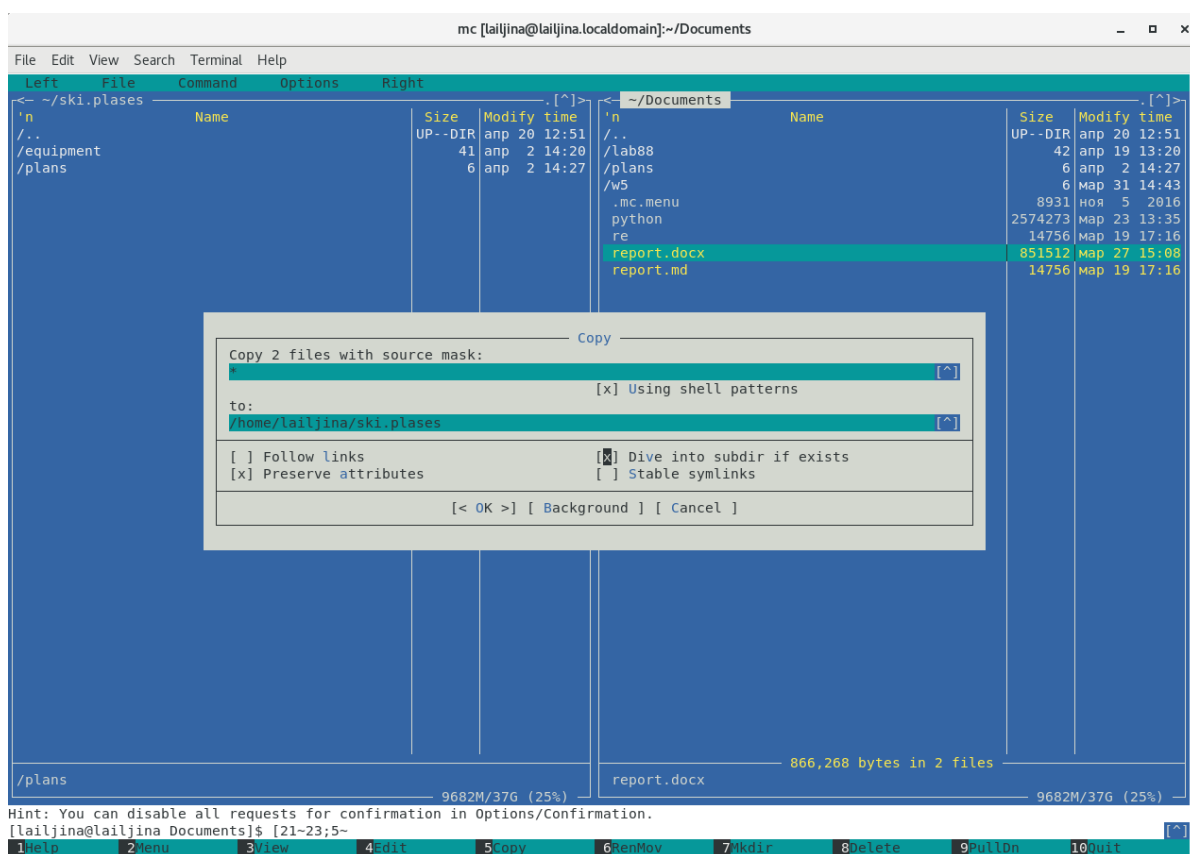 mc [lailjina@lailjina.localdomain]:~/Documents
File Edit View Search Terminal Help
Left File Command Options Right
<— ~/ski.plases .[^]> <— ~/Documents .[^]>
'n Name Size Modify time 'n Name Size Modify time
/.. UP--DIR апр 20 12:51 /.. UP--DIR апр 20 12:51
/equipment 41 апр 2 14:20 /lab88 42 апр 19 13:20
/plans 6 апр 2 14:27 /plans 6 апр 2 14:27
/w5 6 мар 31 14:43
.mc.menu 8931 ноя 5 2016
python 2574273 мар 23 13:35
re 14756 мар 19 17:16
report.docx 851512 мар 27 15:08
report.md 14756 мар 19 17:16
Copy
Copy 2 files with source mask:
* [^]
[x] Using shell patterns
to:
/home/lailjina/ski.plases [^]
[ ] Follow links [x] Dive into subdir if exists
[x] Preserve attributes [ ] Stable symlinks
[< OK >] [ Background ] [ Cancel ]
866,268 bytes in 2 files
/plans report.docx
9682M/37G (25%) 9682M/37G (25%)
Hint: You can disable all requests for confirmation in Options/Confirmation.
[lailjina@lailjina Documents]$ [21~23;5~ [^]
1Help 2Menu 3View 4Edit 5Copy 6RenMov 7Mkdir 8Delete 9PullDn 10Quit